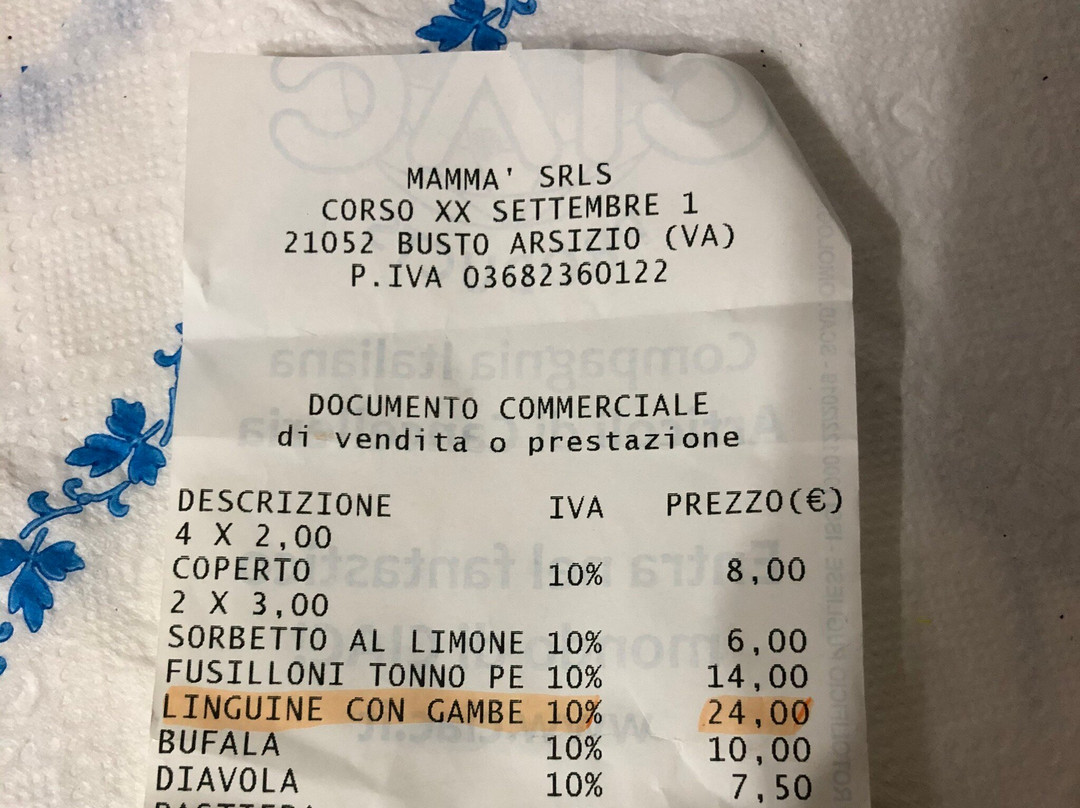 MAMMA' SRLS
CORSO XX SETTEMBRE 1
21052 BUSTO ARSIZIO (VA)
P.IVA 03682360122
DOCUMENTO COMMERCIALE
di vendita o prestazione
DESCRIZIONE IVA PREZZO(€)
4 X 2,00
COPERTO 10% 8,00
2 X 3,00
SORBETTO AL LIMONE 10% 6,00
FUSILLONI TONNO PE 10% 14,00
LINGUINE CON GAMBE 10% 24,00
BUFALA 10% 10,00
DIAVOLA 10% 7,50